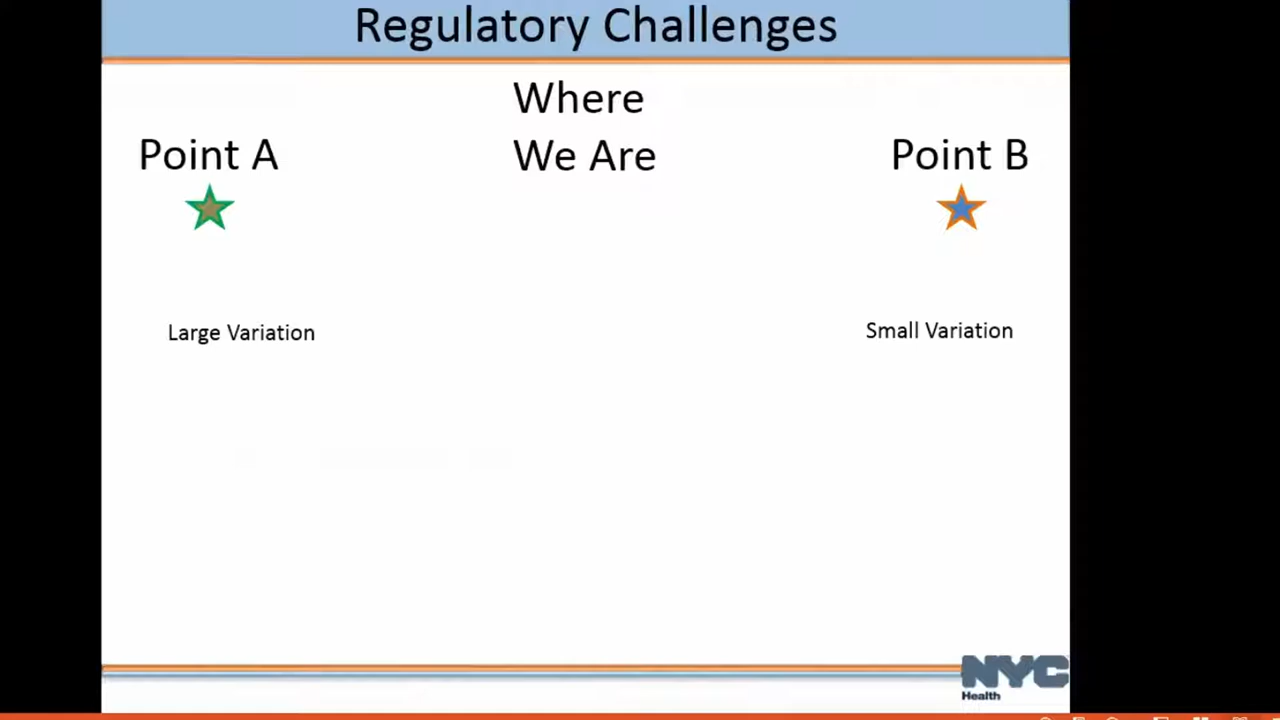 Regulatory Challenges
Where
We Are
Point A
Point B
Large Variation
Small Variation
NYC
Health